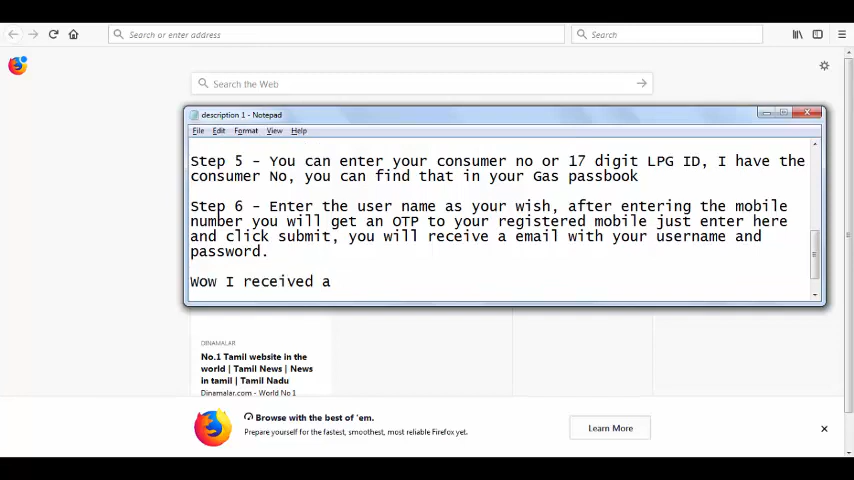 Search or enter address
Search
Search the Web
description 1 - Notepad
File Edit Format View Help
Step 5 - You can enter your consumer no or 17 digit LPG ID, I have the
consumer No, you can find that in your Gas passbook
Step 6 - Enter the user name as your wish, after entering the mobile
number you will get an OTP to your registered mobile just enter here
and click submit, you will receive a email with your username and
password.
Wow I received a
DINAMALAR
No.1 Tamil website in the
world | Tamil News | News
in tamil | Tamil Nadu
Dinamalar.com - World No 1
Browse with the best of 'em.
Prepare yourself for the fastest, smoothest, most reliable Firefox yet.
Learn More